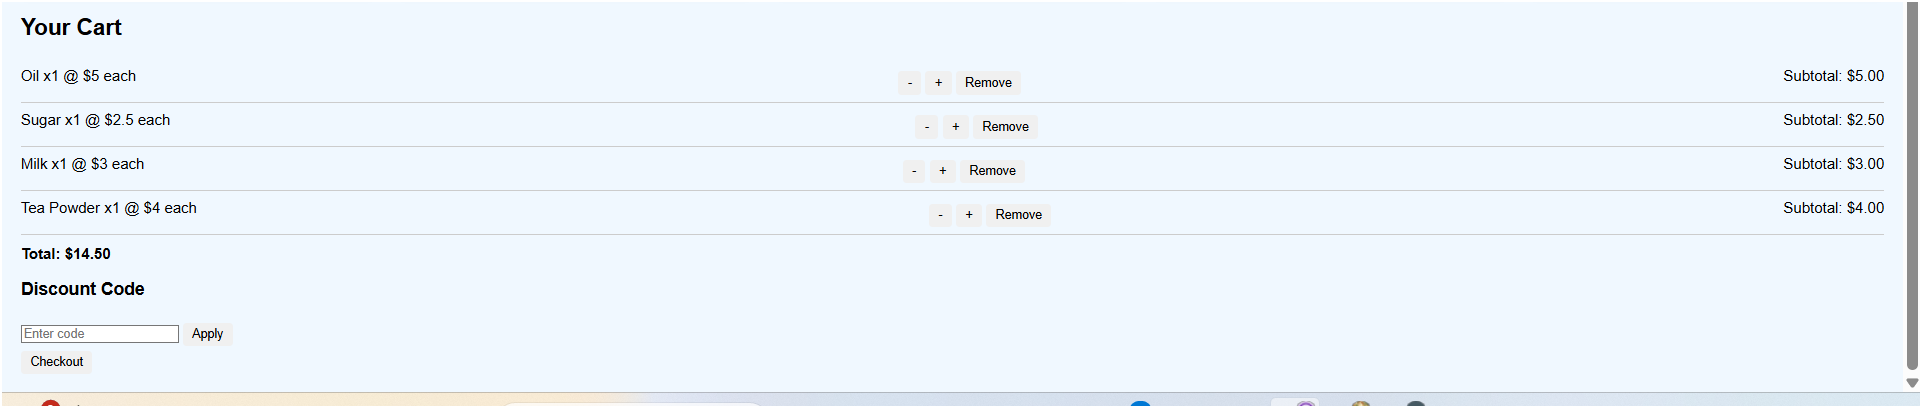 Your Cart
Oil x1 @ $5 each - + Remove Subtotal: $5.00
Sugar x1 @ $2.5 each - + Remove Subtotal: $2.50
Milk x1 @ $3 each - + Remove Subtotal: $3.00
Tea Powder x1 @ $4 each - + Remove Subtotal: $4.00
Total: $14.50
Discount Code
Enter code Apply
Checkout